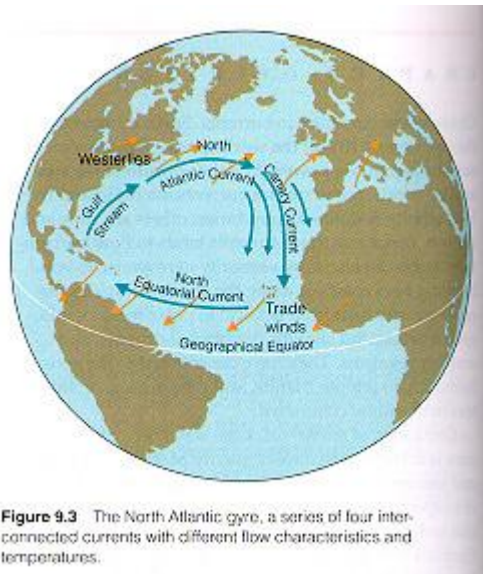 Westerlies
North
Atlantic Current
Gulf
Stream
Canary Current
North
Equatorial Current
Trade
winds
Geographical Equator
Figure 9.3 The North Atlantic gyre, a series of four inter-
connected currents with different flow characteristics and
temperatures.